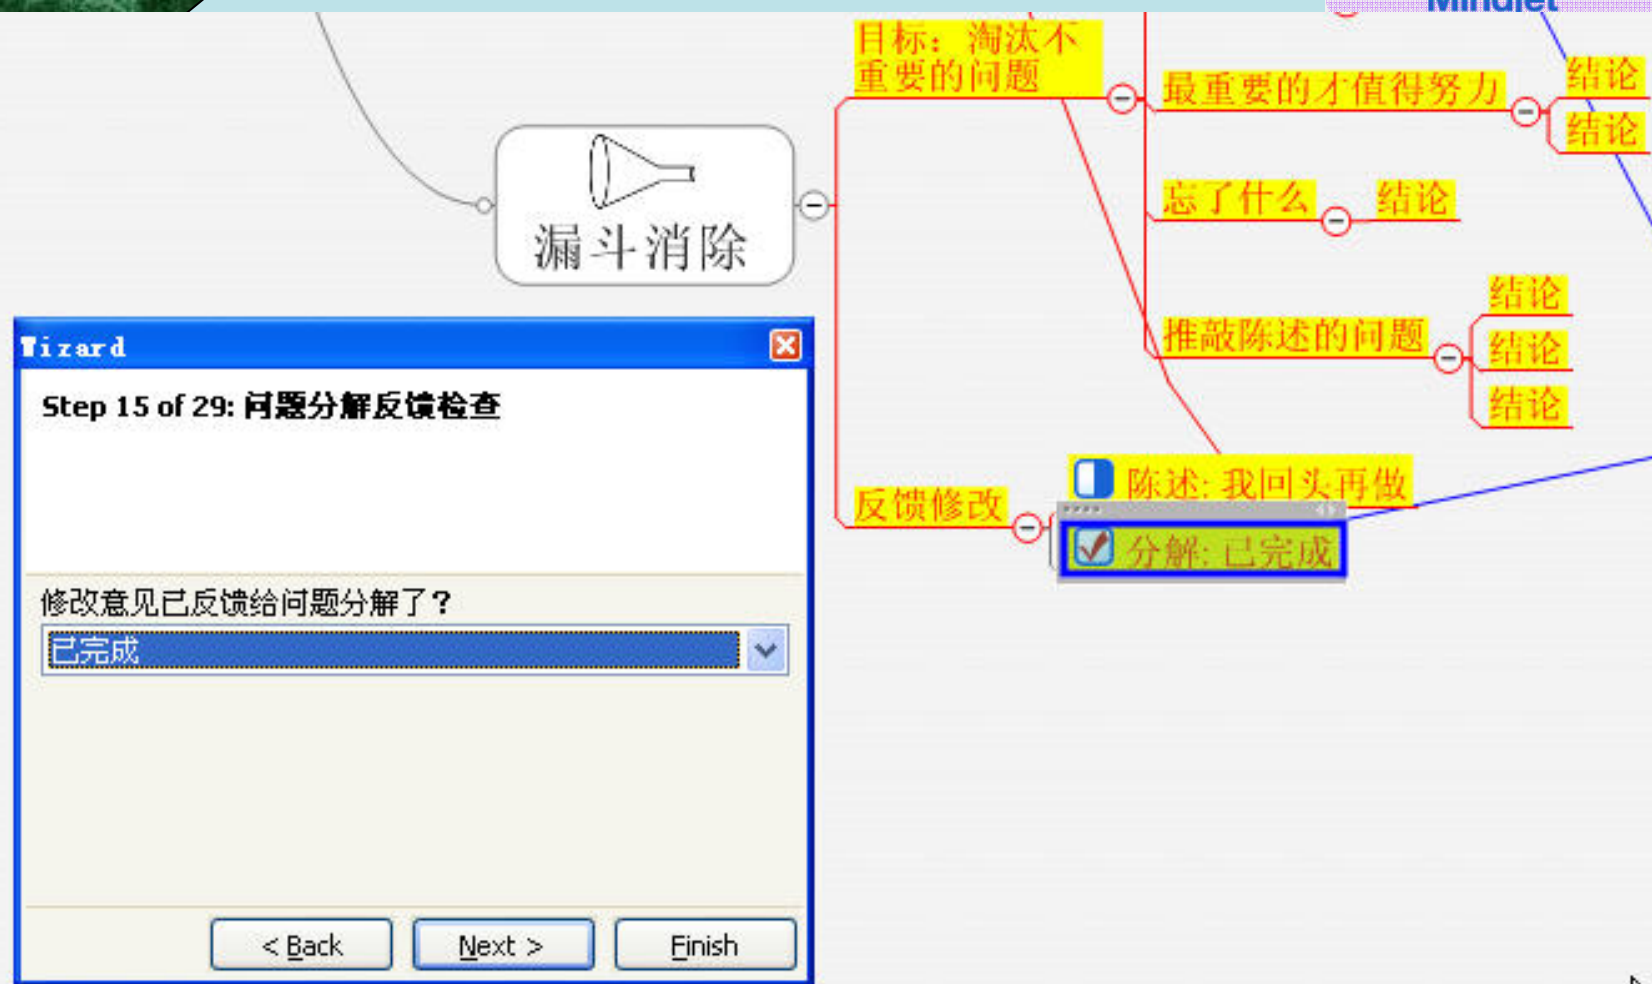 Mindjet
目标：淘汰不
重要的问题
最重要的才值得努力
结论
结论
忘了什么
结论
漏斗消除
推敲陈述的问题
结论
结论
结论
反馈修改
陈述: 我回头再做
分解: 已完成
Wizard
Step 15 of 29: 问题分解反馈检查
修改意见已反馈给问题分解了？
已完成
< Back
Next >
Finish